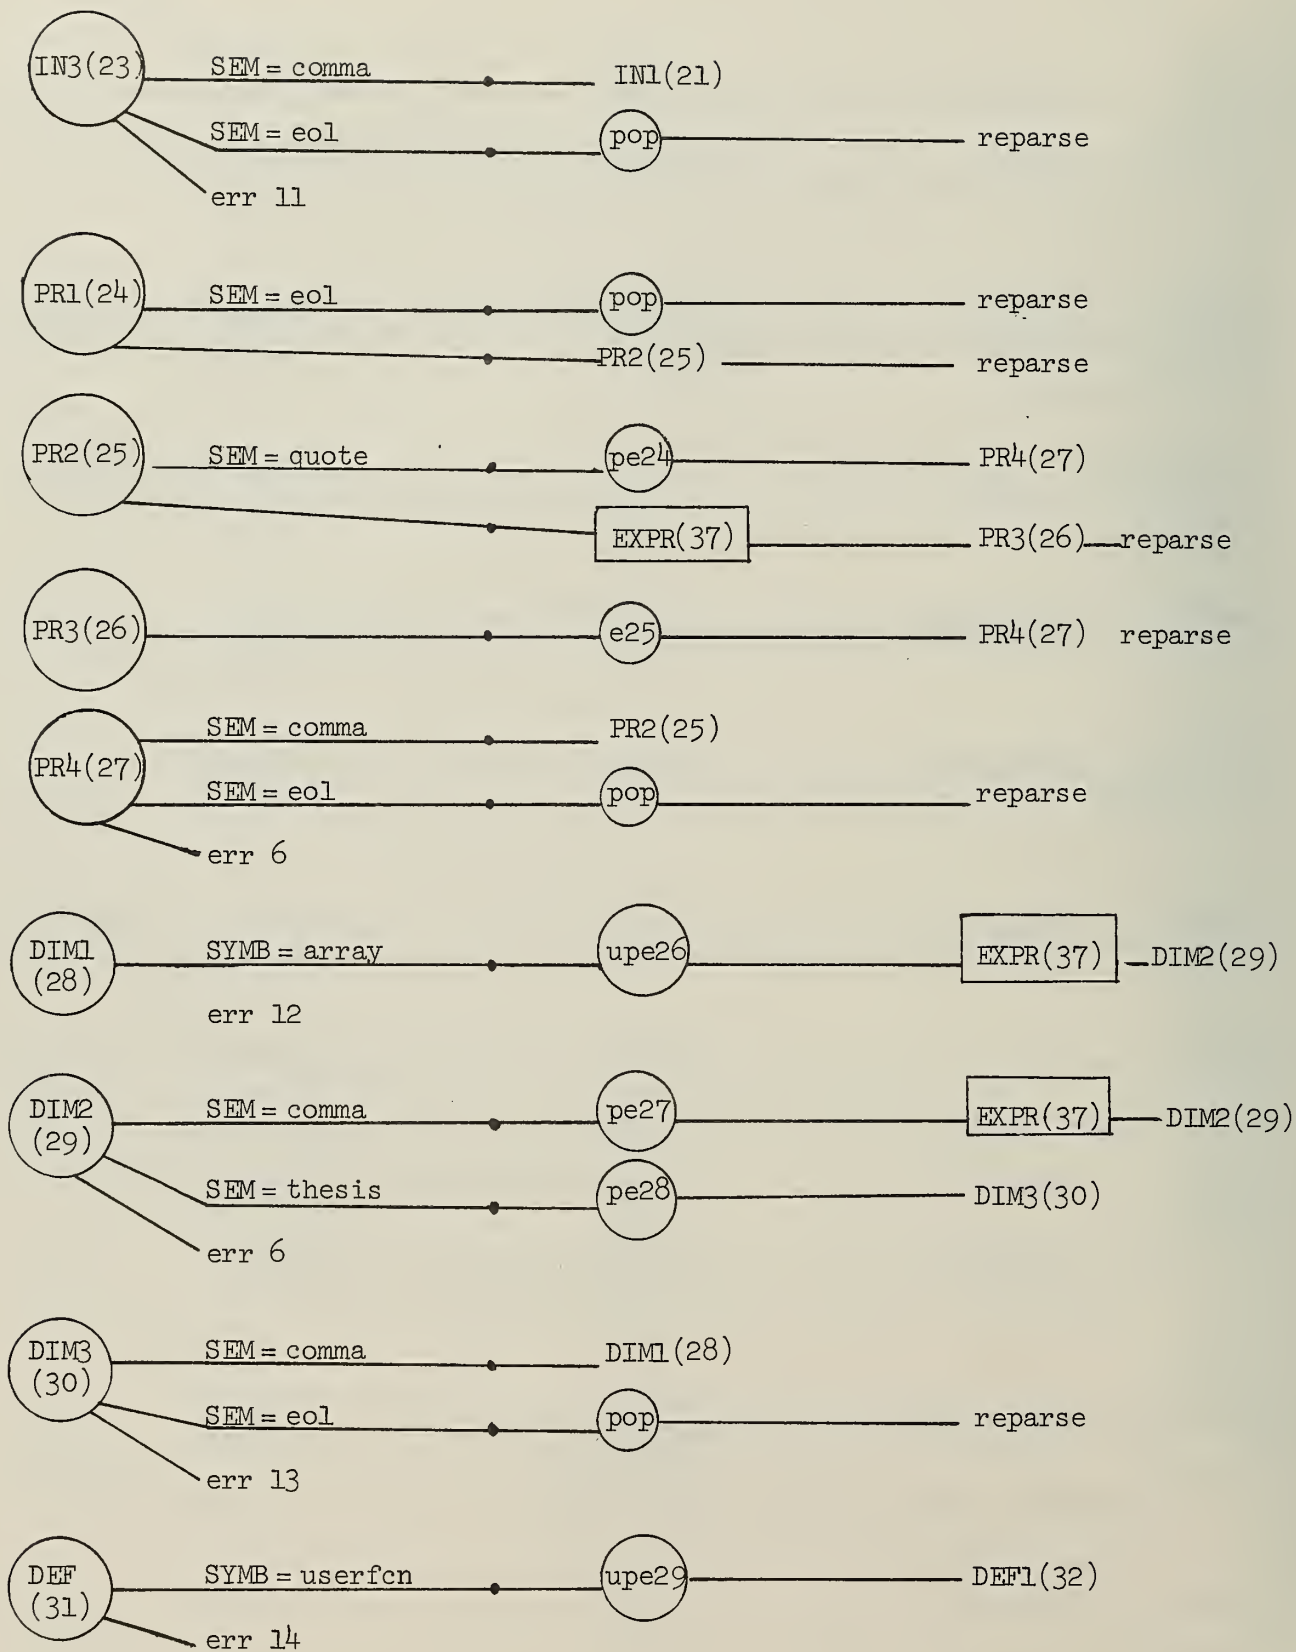 IN3(23) SEM = comma IN1(21)
SEM = eol pop reparse
err 11
PR1(24) SEM = eol pop reparse
PR2(25) reparse
PR2(25) SEM = quote pe24 PR4(27)
EXPR(37) PR3(26) reparse
PR3(26) e25 PR4(27) reparse
PR4(27) SEM = comma PR2(25)
SEM = eol pop reparse
err 6
DIM1
(28) SYMB = array upe26 EXPR(37) DIM2(29)
err 12
DIM2
(29) SEM = comma pe27 EXPR(37) DIM2(29)
SEM = thesis pe28 DIM3(30)
err 6
DIM3
(30) SEM = comma DIM1(28)
SEM = eol pop reparse
err 13
DEF
(31) SYMB = userfcn upe29 DEF1(32)
err 14